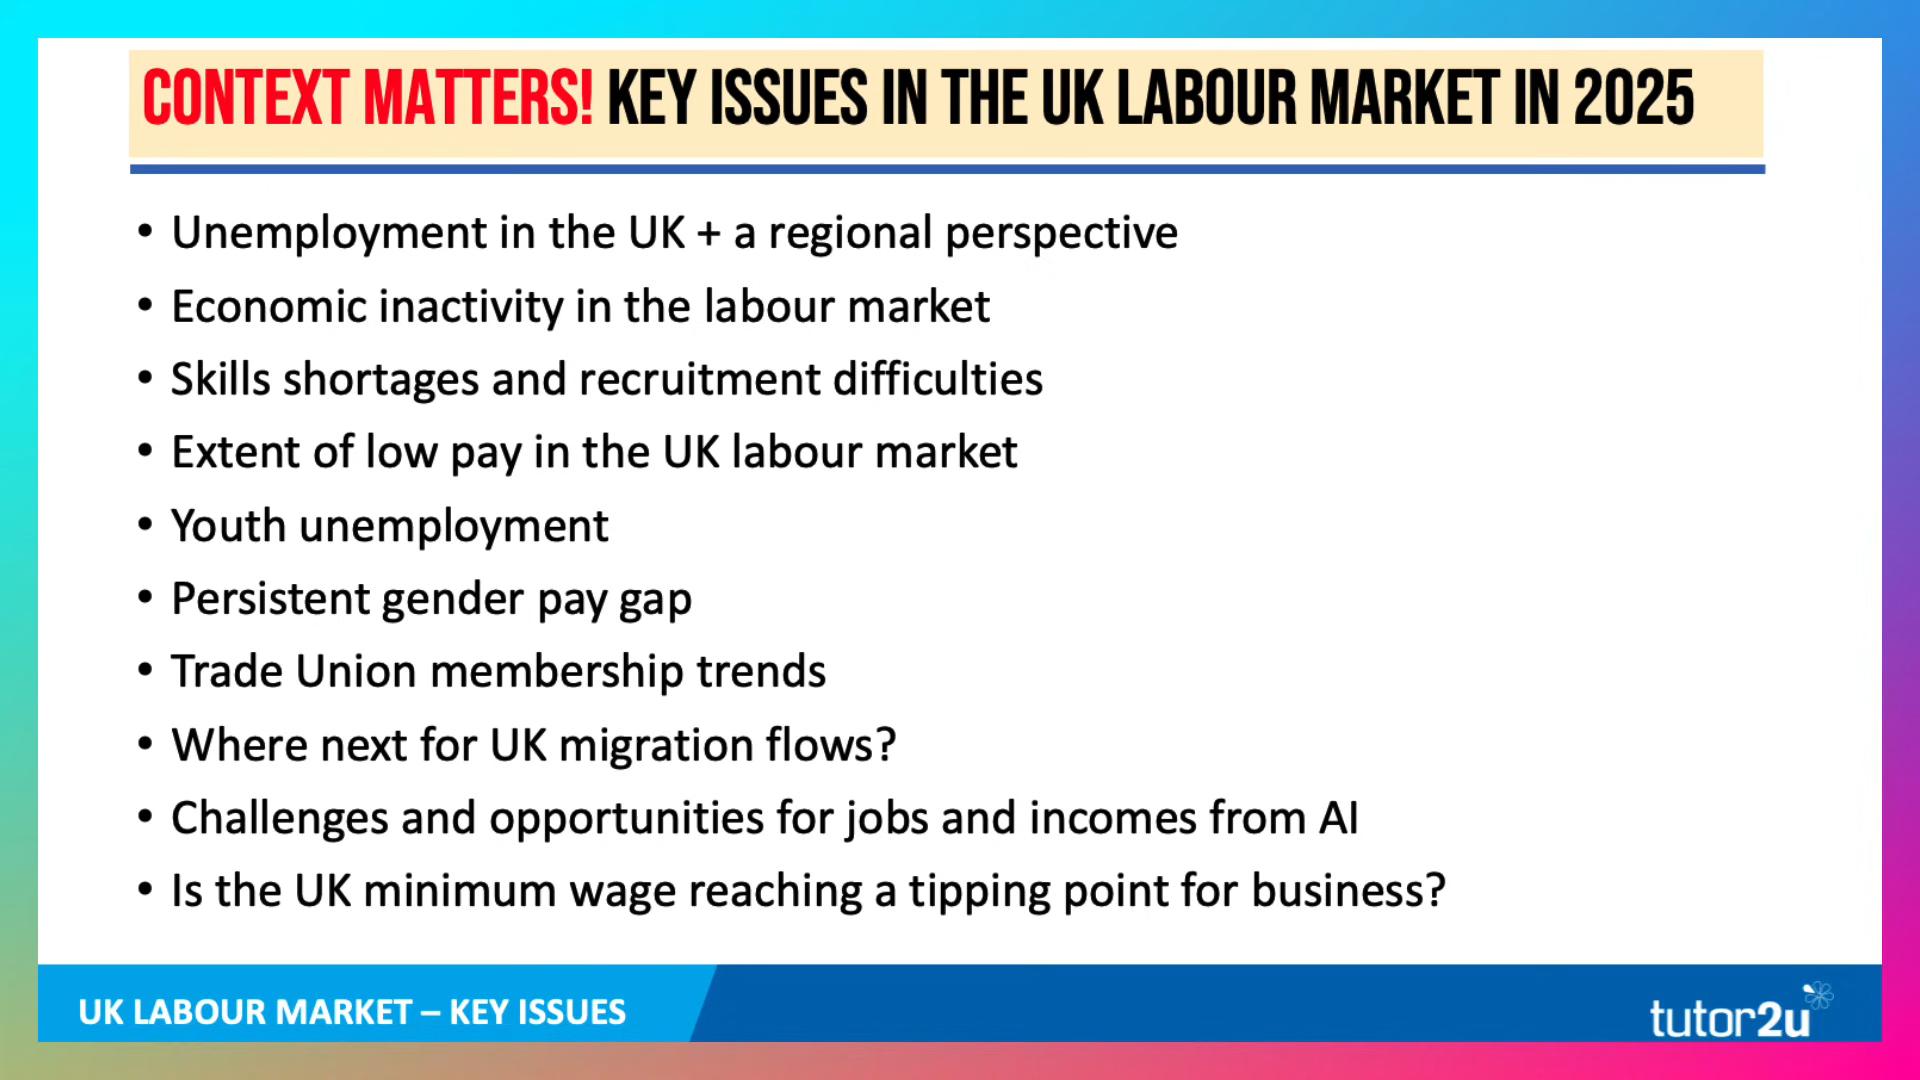 CONTEXT MATTERS! KEY ISSUES IN THE UK LABOUR MARKET IN 2025
• Unemployment in the UK + a regional perspective
• Economic inactivity in the labour market
• Skills shortages and recruitment difficulties
• Extent of low pay in the UK labour market
• Youth unemployment
• Persistent gender pay gap
• Trade Union membership trends
• Where next for UK migration flows?
• Challenges and opportunities for jobs and incomes from AI
• Is the UK minimum wage reaching a tipping point for business?
UK LABOUR MARKET – KEY ISSUES
tutor2u